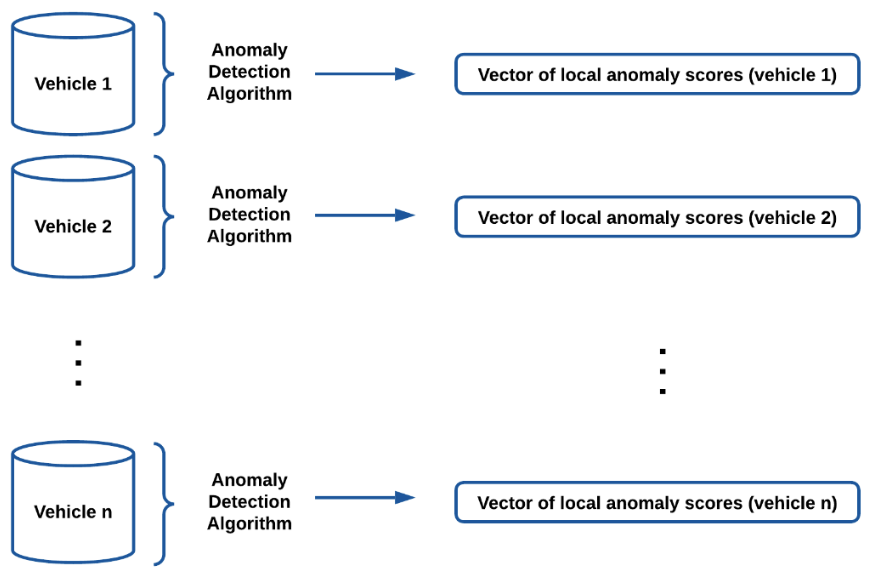 Vehicle 1
Anomaly
Detection
Algorithm
Vector of local anomaly scores (vehicle 1)
Vehicle 2
Anomaly
Detection
Algorithm
Vector of local anomaly scores (vehicle 2)
Vehicle n
Anomaly
Detection
Algorithm
Vector of local anomaly scores (vehicle n)